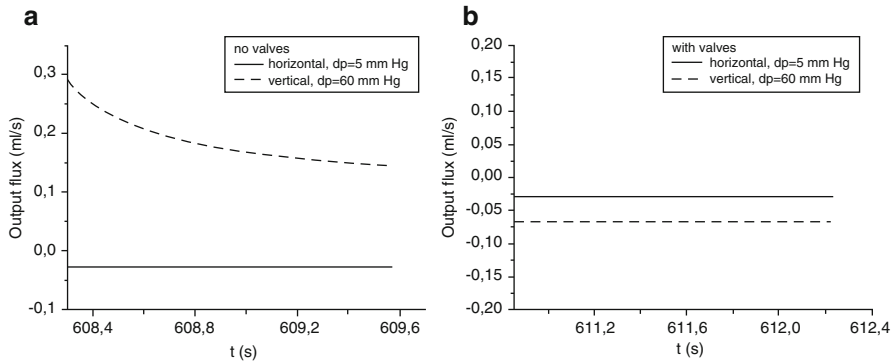 a
no valves
horizontal, dp=5 mm Hg
vertical, dp=60 mm Hg
Output flux (ml/s)
0,3
0,2
0,1
0,0
-0,1
608,4
608,8
609,2
609,6
t (s)
b
with valves
horizontal, dp=5 mm Hg
vertical, dp=60 mm Hg
Output flux (ml/s)
0,20
0,15
0,10
0,05
0,00
-0,05
-0,10
-0,15
-0,20
611,2
611,6
612,0
612,4
t (s)